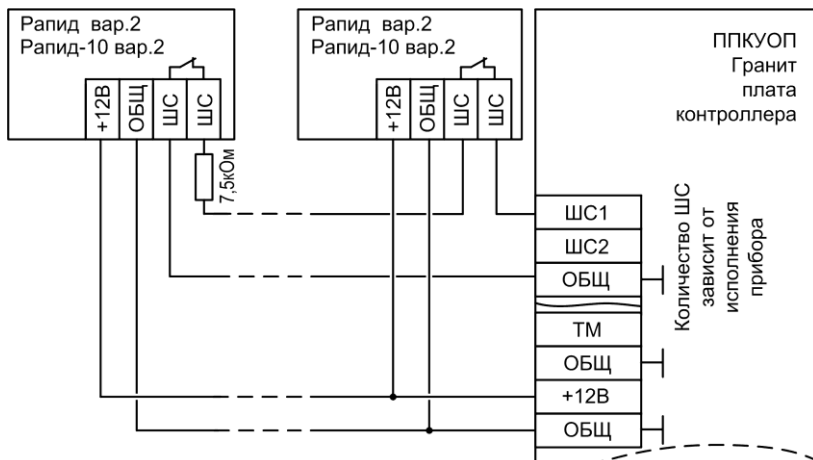 Рапид вар.2
Рапид-10 вар.2
+12В
ОБЩ
ШС
ШС
7,5кОм
Рапид вар.2
Рапид-10 вар.2
+12В
ОБЩ
ШС
ШС
ППКУОП
Гранит
плата
контроллера
ШС1
ШС2
ОБЩ
ТМ
ОБЩ
+12В
ОБЩ
Количество ШС
зависит от
исполнения
прибора